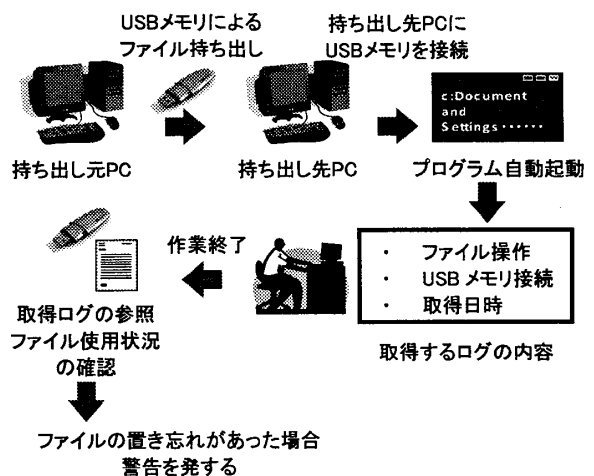 USBメモリによる
ファイル持ち出し
持ち出し先PCに
USBメモリを接続
c:Document
and
Settings・・・・・・
持ち出し元PC
持ち出し先PC
プログラム自動起動
作業終了
・ ファイル操作
・ USB メモリ接続
・ 取得日時
取得ログの参照
ファイル使用状況
の確認
取得するログの内容
ファイルの置き忘れがあった場合
警告を発する